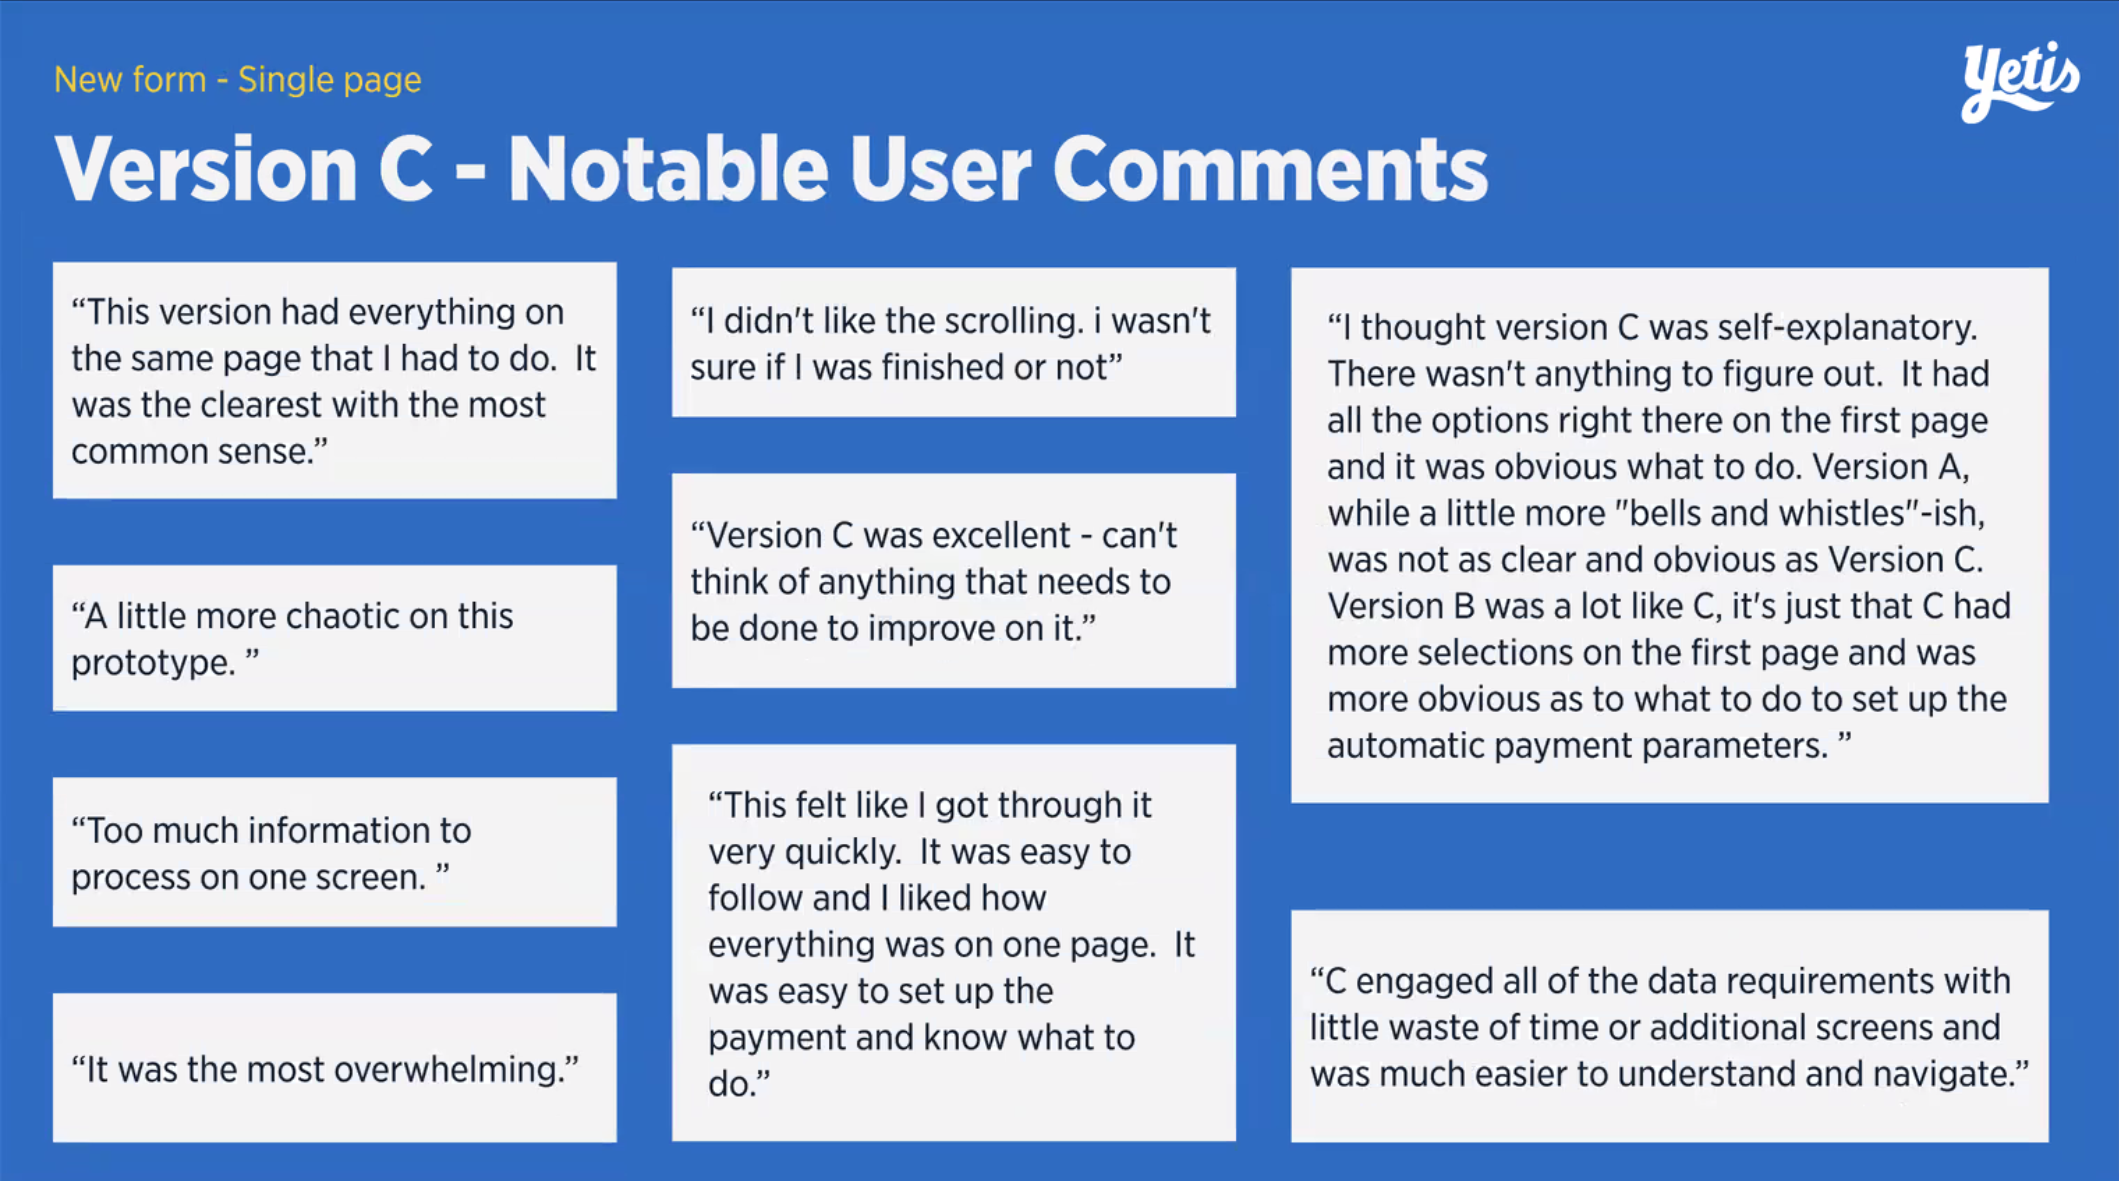 New form - Single page
Yetis
Version C - Notable User Comments
“This version had everything on
the same page that I had to do.  It
was the clearest with the most
common sense.”
“A little more chaotic on this
prototype. ”
“Too much information to
process on one screen. ”
“It was the most overwhelming.”
“I didn't like the scrolling. i wasn't
sure if I was finished or not”
“Version C was excellent - can't
think of anything that needs to
be done to improve on it.”
“This felt like I got through it
very quickly.  It was easy to
follow and I liked how
everything was on one page.  It
was easy to set up the
payment and know what to
do.”
“I thought version C was self-explanatory.
There wasn't anything to figure out.  It had
all the options right there on the first page
and it was obvious what to do. Version A,
while a little more "bells and whistles"-ish,
was not as clear and obvious as Version C.
Version B was a lot like C, it's just that C had
more selections on the first page and was
more obvious as to what to do to set up the
automatic payment parameters. ”
“C engaged all of the data requirements with
little waste of time or additional screens and
was much easier to understand and navigate.”